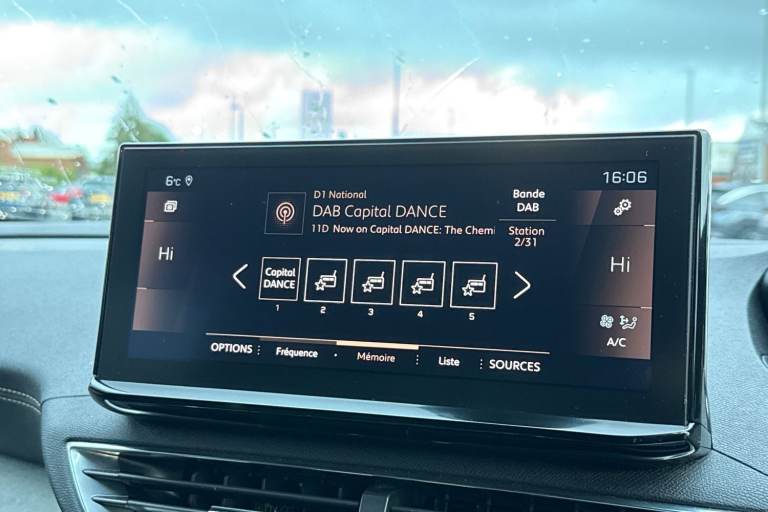 6°C
16:06
D1 National
DAB Capital DANCE
11D Now on Capital DANCE: The Chemi
Bande
DAB
Station
2/31
Hi
Hi
Capital
DANCE
1
2
3
4
5
A/C
OPTIONS
Fréquence
Mémoire
Liste
SOURCES